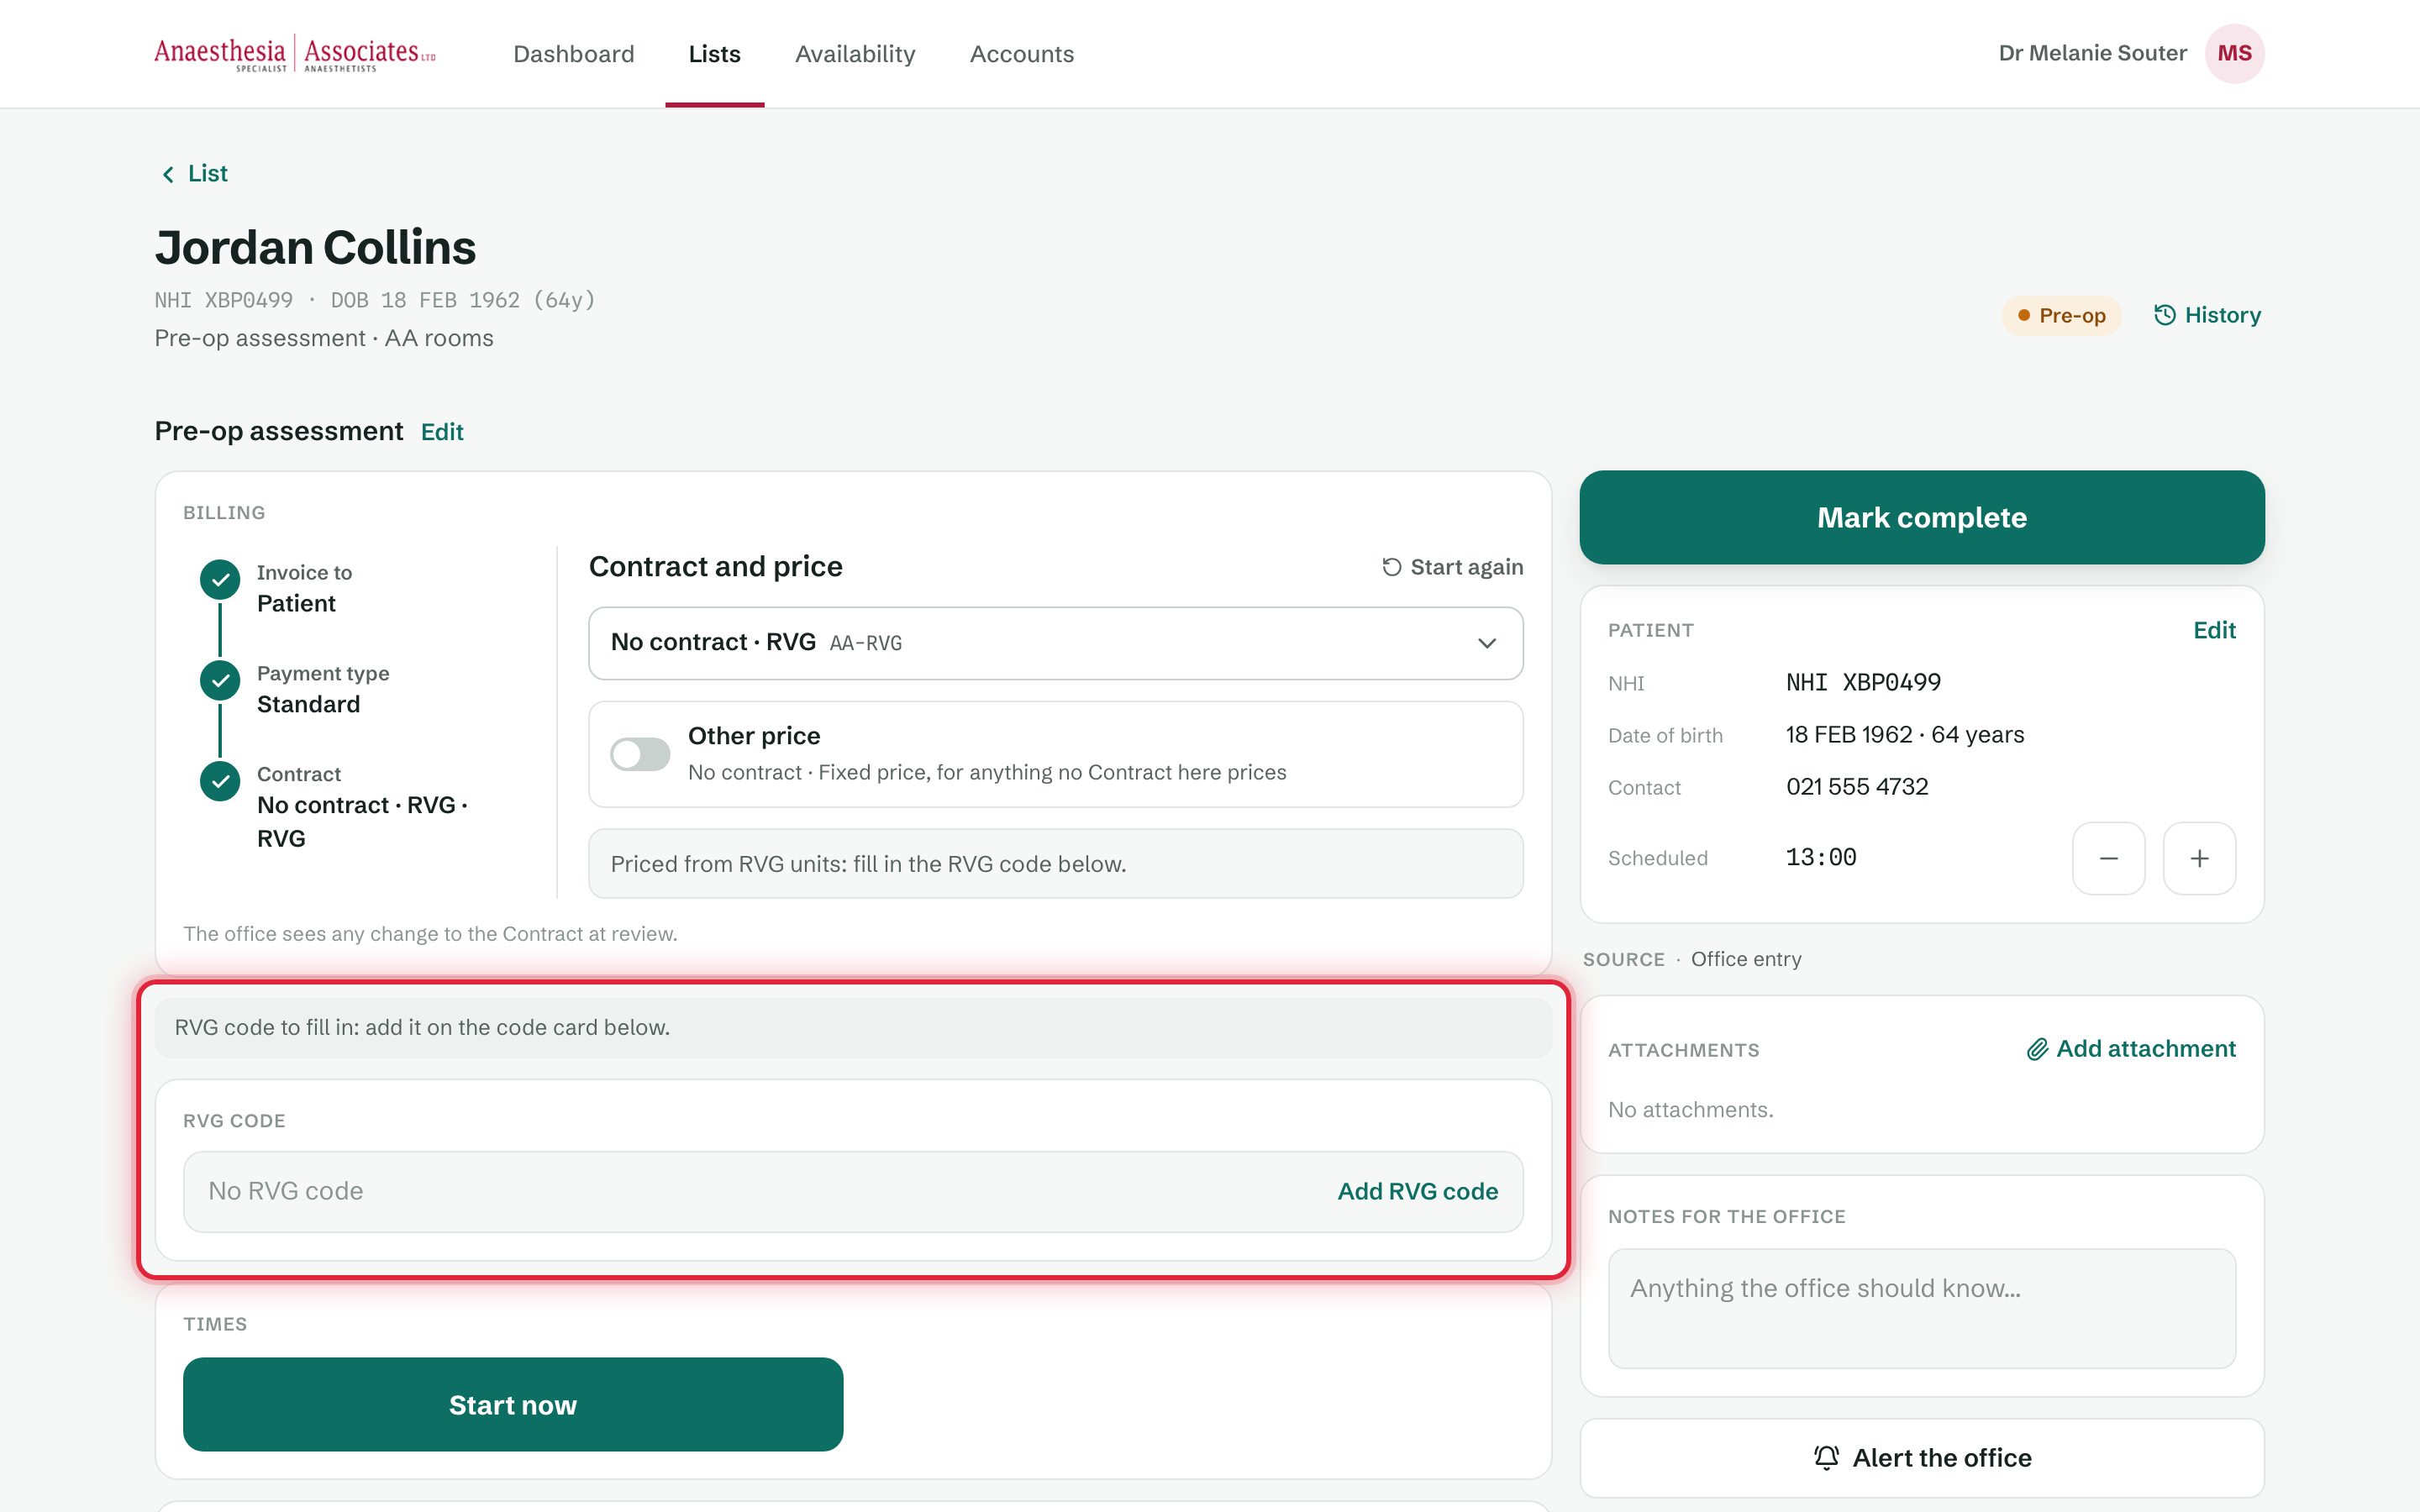 Anaesthesia Associates LTD
SPECIALIST ANAESTHETISTS
Dashboard
Lists
Availability
Accounts
Dr Melanie Souter
MS
List
Jordan Collins
NHI XBP0499 · DOB 18 FEB 1962 (64y)
Pre-op assessment · AA rooms
Pre-op
History
Pre-op assessment Edit
BILLING
Invoice to
Patient
Payment type
Standard
Contract
No contract · RVG ·
RVG
Contract and price
Start again
No contract · RVG AA-RVG
Other price
No contract · Fixed price, for anything no Contract here prices
Priced from RVG units: fill in the RVG code below.
The office sees any change to the Contract at review.
RVG code to fill in: add it on the code card below.
RVG CODE
No RVG code
Add RVG code
TIMES
Start now
Mark complete
PATIENT
Edit
NHI
NHI XBP0499
Date of birth
18 FEB 1962 · 64 years
Contact
021 555 4732
Scheduled
13:00
SOURCE · Office entry
ATTACHMENTS
Add attachment
No attachments.
NOTES FOR THE OFFICE
Anything the office should know...
Alert the office